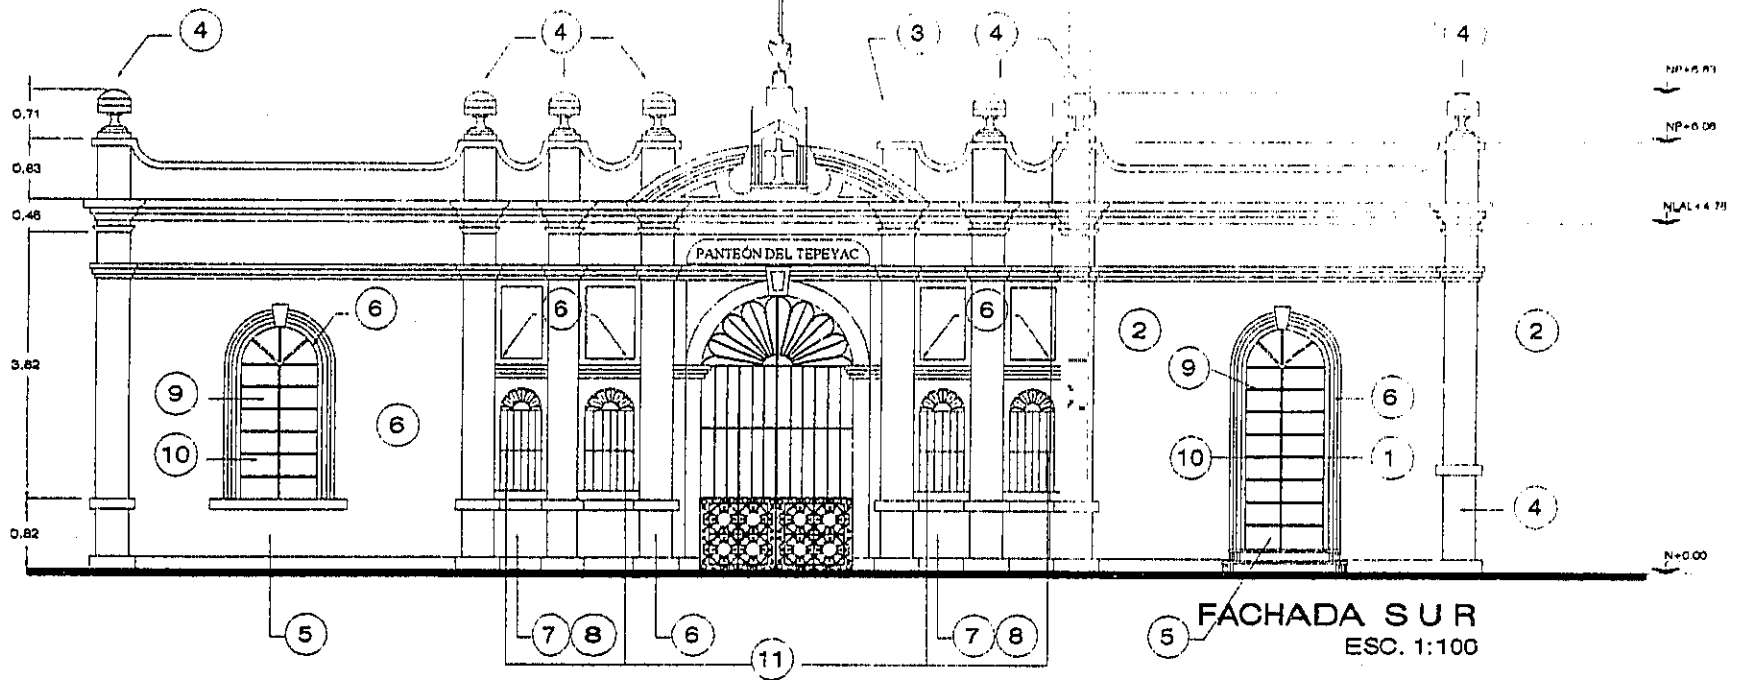 4 4 3 4 4
NP+6.83
0,71
NP+6.08
0,83
0,46
NLAL+4.78
PANTEÓN DEL TEPEYAC
6 6 6 2 2
3,82
9 9
6 6
10 10 1
4
0,82
N+0.00
FACHADA SUR
5 7 8 6 7 8 5
ESC. 1:100
11